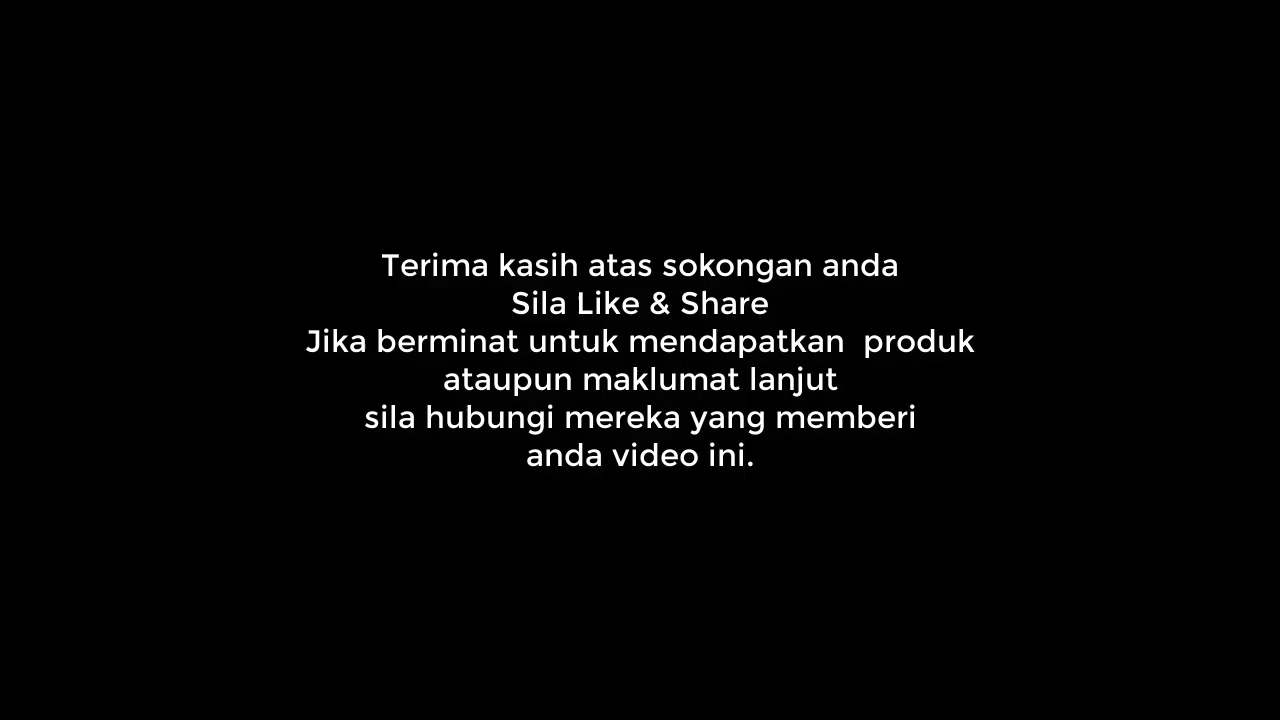 Terima kasih atas sokongan anda
Sila Like & Share
Jika berminat untuk mendapatkan  produk
ataupun maklumat lanjut
sila hubungi mereka yang memberi
anda video ini.